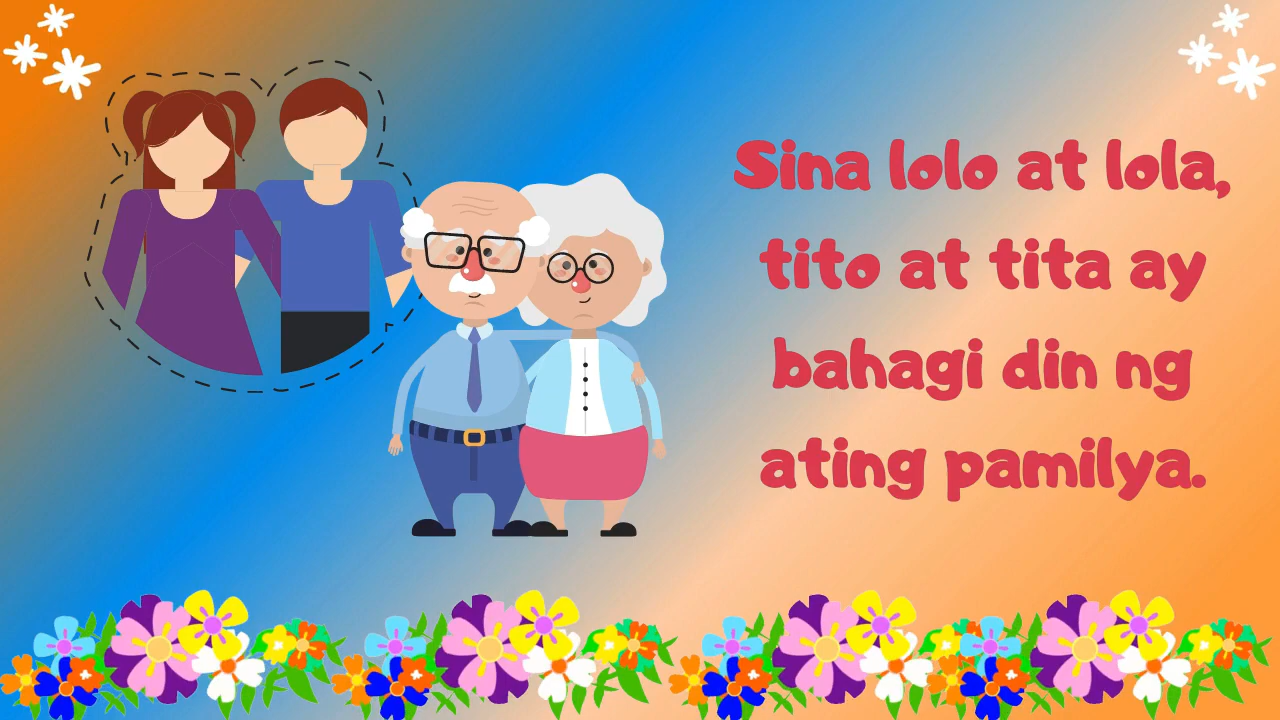 Sina lolo at lola,
tito at tita ay
bahagi din ng
ating pamilya.